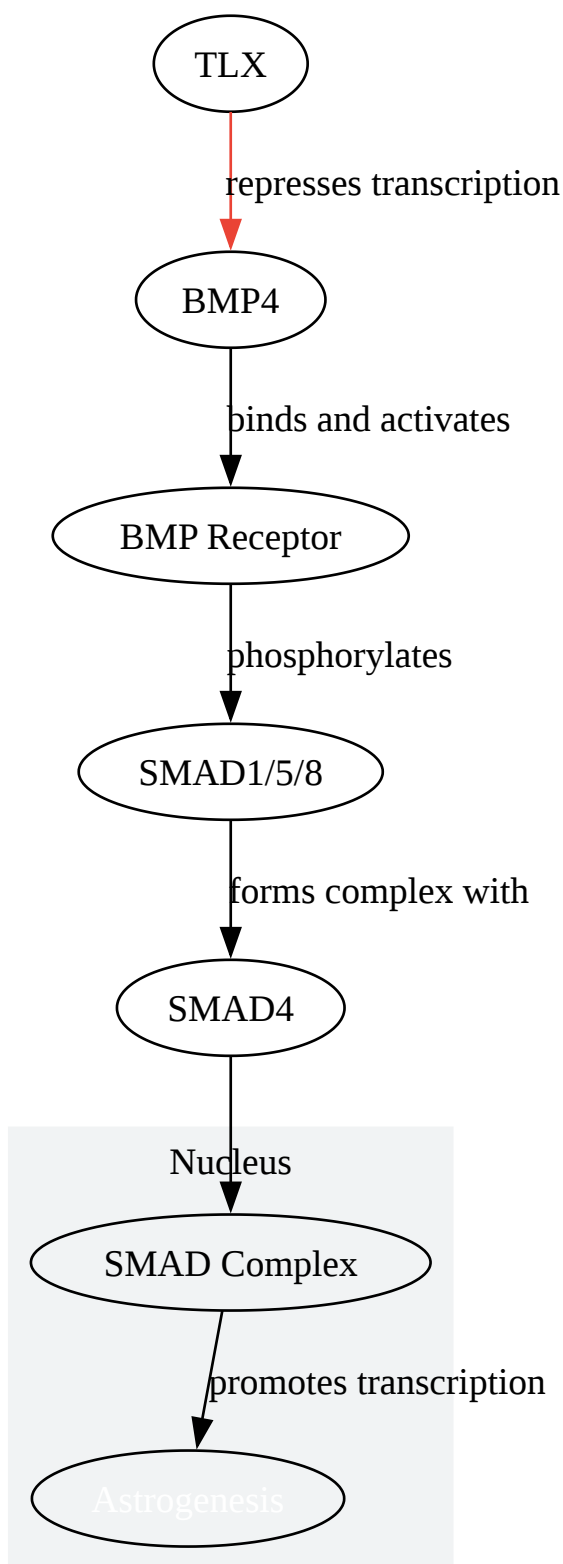 TLX
represses transcription
BMP4
binds and activates
BMP Receptor
phosphorylates
SMAD1/5/8
forms complex with
SMAD4
Nucleus
SMAD Complex
promotes transcription
Astrogenesis